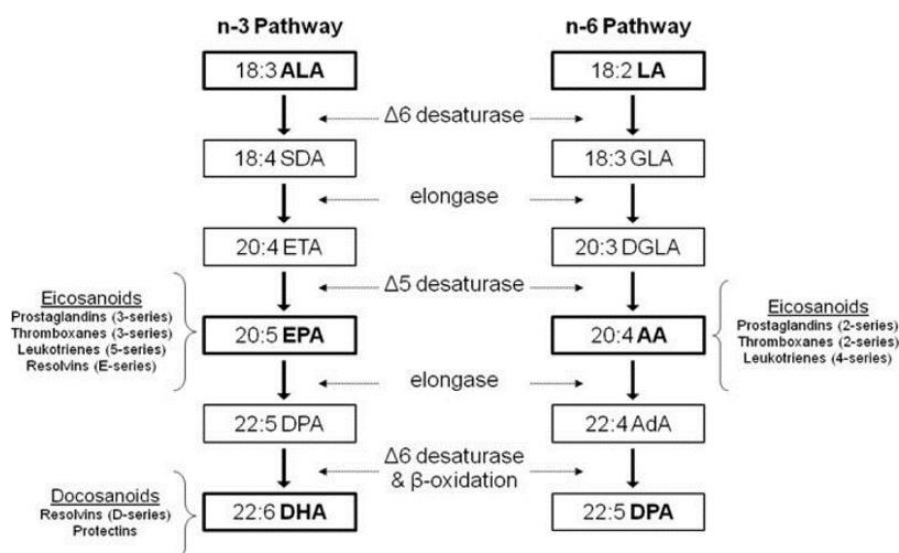 n-3 Pathway
n-6 Pathway
18:3 ALA
18:2 LA
Δ6 desaturase
18:4 SDA
18:3 GLA
elongase
20:4 ETA
20:3 DGLA
Δ5 desaturase
Eicosanoids
Prostaglandins (3-series)
Thromboxanes (3-series)
Leukotrienes (5-series)
Resolvins (E-series)
20:5 EPA
20:4 AA
Eicosanoids
Prostaglandins (2-series)
Thromboxanes (2-series)
Leukotrienes (4-series)
elongase
22:5 DPA
22:4 AdA
Δ6 desaturase
& β-oxidation
Docosanoids
Resolvins (D-series)
Protectins
22:6 DHA
22:5 DPA